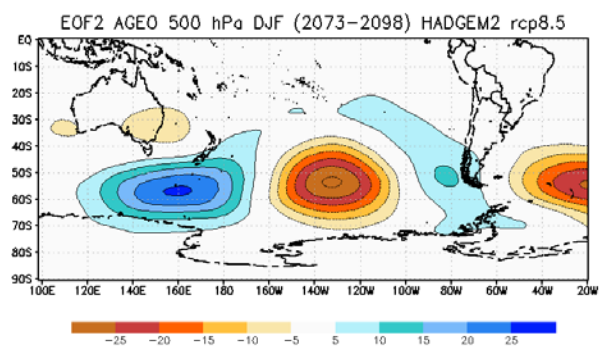 EOF2 AGEO 500 hPa DJF (2073-2098) HADGEM2 rcp8.5
EQ
10S
20S
30S
40S
50S
60S
70S
80S
90S
100E 120E 140E 160E 180 160W 140W 120W 100W 80W 60W 40W 20W
-25 -20 -15 -10 -5 5 10 15 20 25